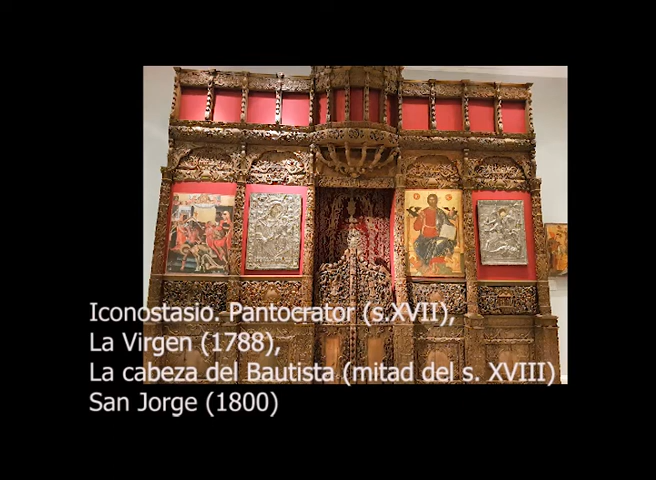 Iconostasio. Pantocrator (s.XVII),
La Virgen (1788),
La cabeza del Bautista (mitad del s. XVIII)
San Jorge (1800)